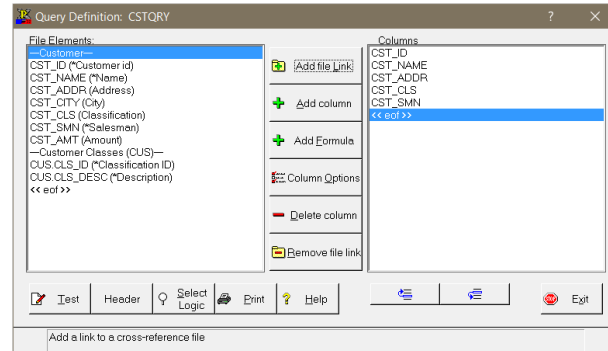 Query Definition: CSTQRY
? ×
File Elements:
—Customer—
CST_ID (*Customer id)
CST_NAME (*Name)
CST_ADDR (Address)
CST_CITY (City)
CST_CLS (Classification)
CST_SMN (*Salesman)
CST_AMT (Amount)
—Customer Classes (CUS)—
CUS.CLS_ID (*Classification ID)
CUS.CLS_DESC (*Description)
<< eof >>
Add file Link
Add column
Add Formula
Column Options
Delete column
Remove file link
Columns
CST_ID
CST_NAME
CST_ADDR
CST_CLS
CST_SMN
<< eof >>
Test
Header
Select
Logic
Print
? Help
STOP
Exit
Add a link to a cross-reference file